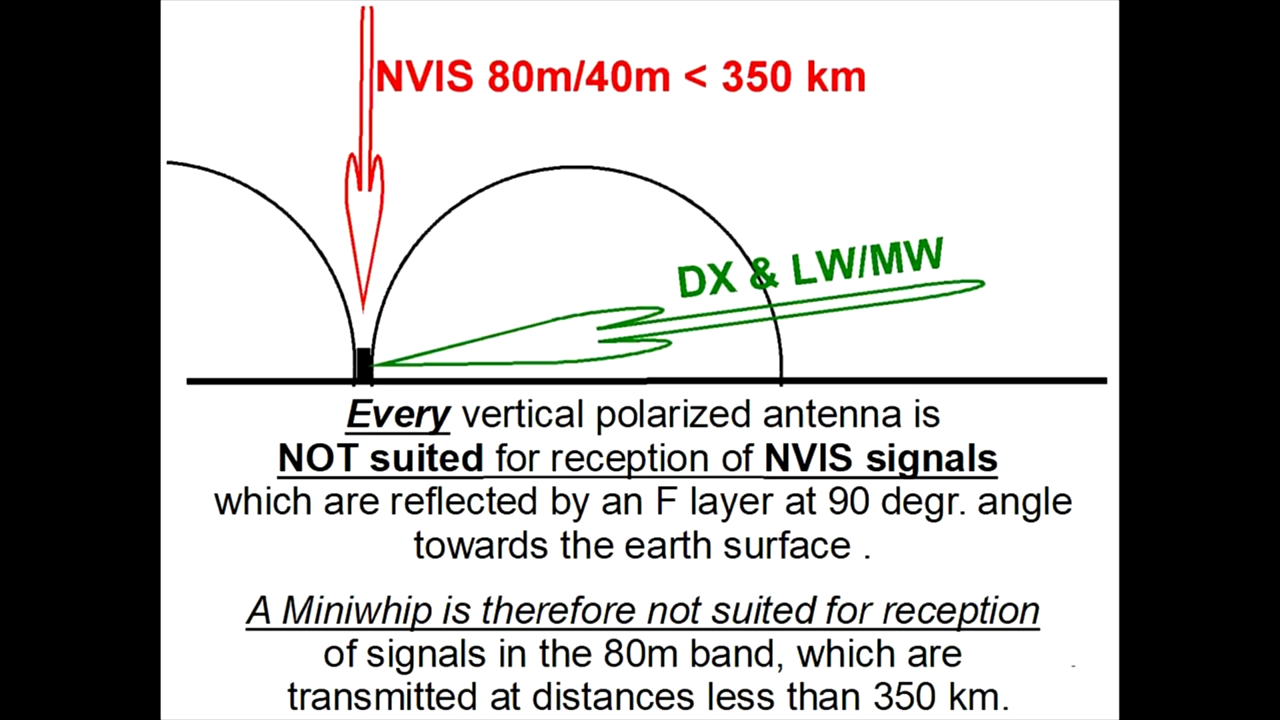 NVIS 80m/40m < 350 km
DX & LW/MW
Every vertical polarized antenna is
NOT suited for reception of NVIS signals
which are reflected by an F layer at 90 degr. angle
towards the earth surface .
A Miniwhip is therefore not suited for reception
of signals in the 80m band, which are
transmitted at distances less than 350 km.